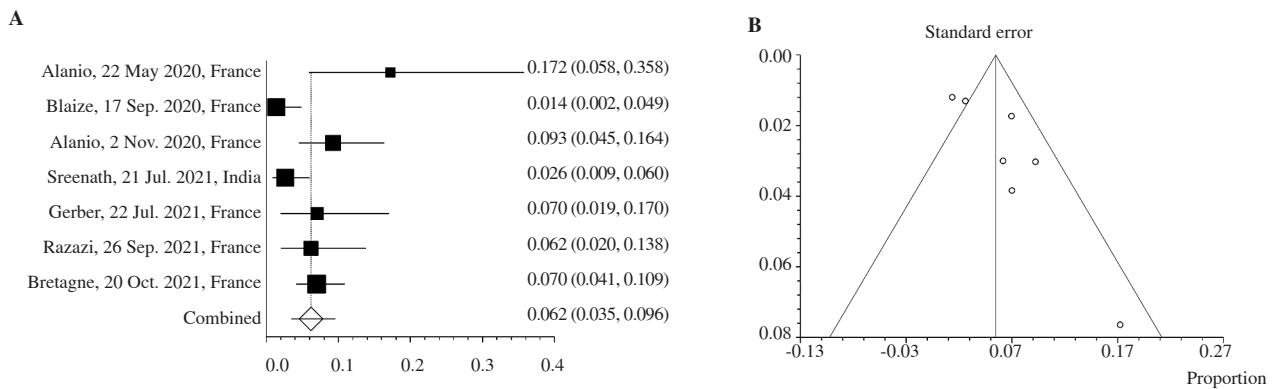 A
Alanio, 22 May 2020, France 0.172 (0.058, 0.358)
Blaize, 17 Sep. 2020, France 0.014 (0.002, 0.049)
Alanio, 2 Nov. 2020, France 0.093 (0.045, 0.164)
Sreenath, 21 Jul. 2021, India 0.026 (0.009, 0.060)
Gerber, 22 Jul. 2021, France 0.070 (0.019, 0.170)
Razazi, 26 Sep. 2021, France 0.062 (0.020, 0.138)
Bretagne, 20 Oct. 2021, France 0.070 (0.041, 0.109)
Combined 0.062 (0.035, 0.096)
0.0 0.1 0.2 0.3 0.4
B
Standard error
0.00
0.02
0.04
0.06
0.08
-0.13 -0.03 0.07 0.17 0.27
Proportion